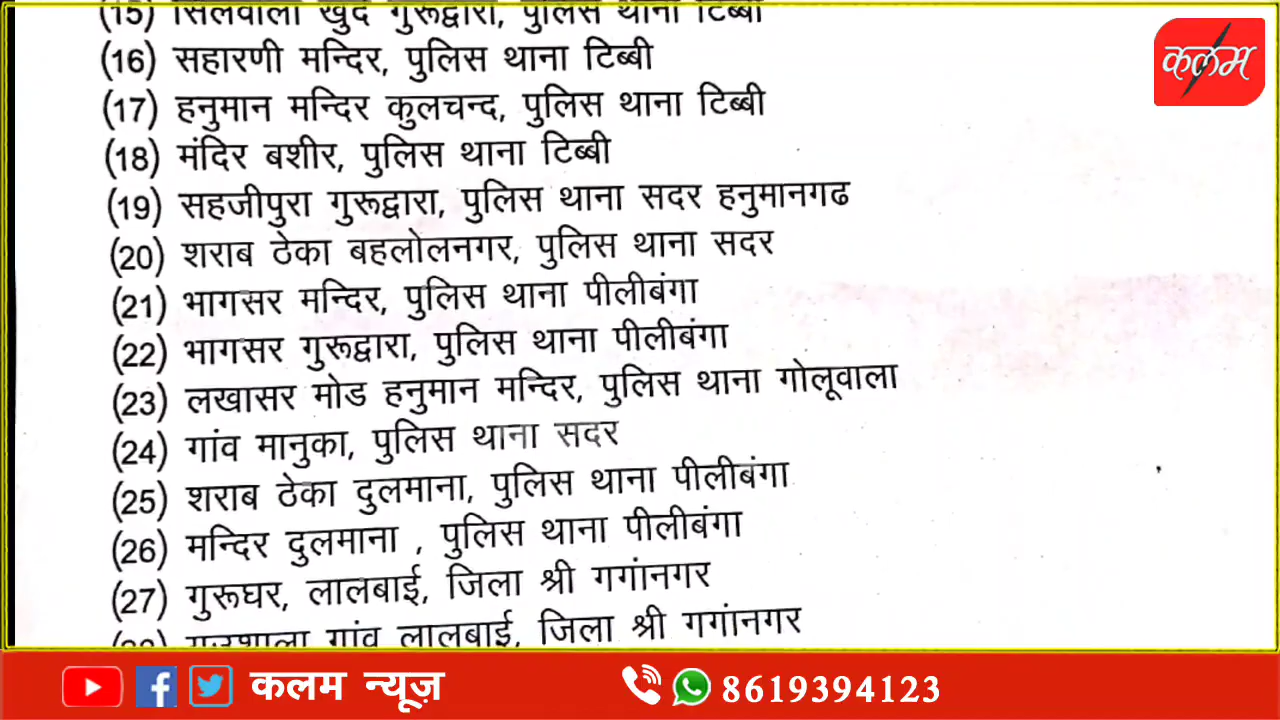 (15) सिलवाला खुर्द गुरूद्वारा, पुलिस थाना टिब्बी
(16) सहारणी मन्दिर, पुलिस थाना टिब्बी
कलम
(17) हनुमान मन्दिर कुलचन्द, पुलिस थाना टिब्बी
(18) मंदिर बशीर, पुलिस थाना टिब्बी
(19) सहजीपुरा गुरूद्वारा, पुलिस थाना सदर हनुमानगढ
(20) शराब ठेका बहलोलनगर, पुलिस थाना सदर
(21) भागसर मन्दिर, पुलिस थाना पीलीबंगा
(22) भागसर गुरूद्वारा, पुलिस थाना पीलीबंगा
(23) लखासर मोड हनुमान मन्दिर, पुलिस थाना गोलूवाला
(24) गांव मानुका, पुलिस थाना सदर
(25) शराब ठेका दुलमाना, पुलिस थाना पीलीबंगा
(26) मन्दिर दुलमाना , पुलिस थाना पीलीबंगा
(27) गुरूघर, लालबाई, जिला श्री गगांनगर
गांव लालबाई, जिला श्री गगांनगर
कलम न्यूज़ 8619394123